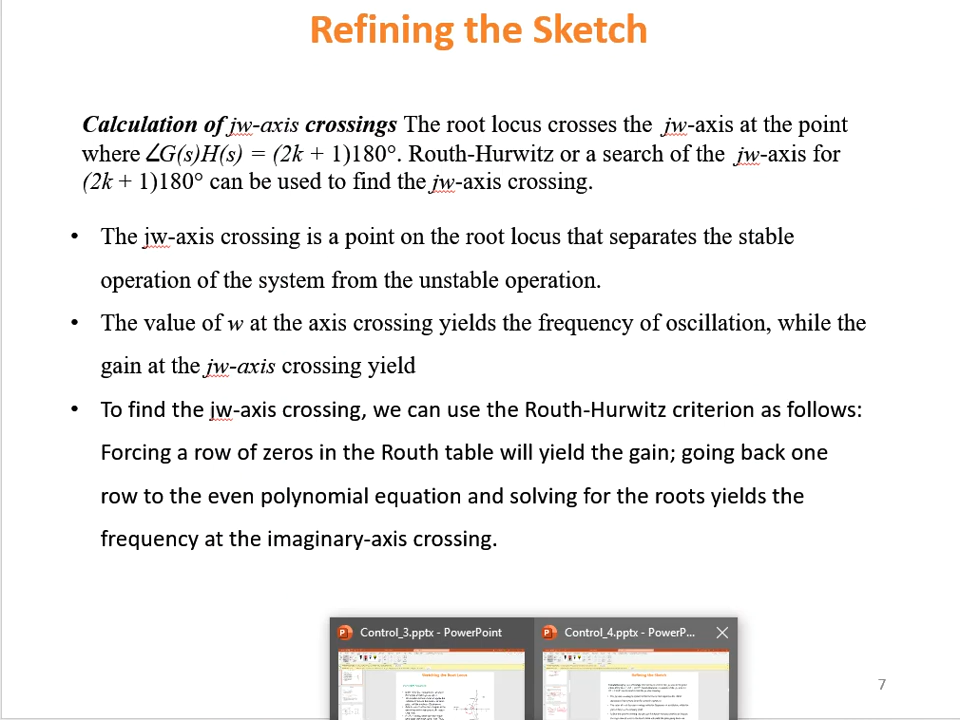 Refining the Sketch
Calculation of jw-axis crossings The root locus crosses the jw-axis at the point
where ∠G(s)H(s) = (2k + 1)180°. Routh-Hurwitz or a search of the jw-axis for
(2k + 1)180° can be used to find the jw-axis crossing.
• The jw-axis crossing is a point on the root locus that separates the stable
operation of the system from the unstable operation.
• The value of w at the axis crossing yields the frequency of oscillation, while the
gain at the jw-axis crossing yield
• To find the jw-axis crossing, we can use the Routh-Hurwitz criterion as follows:
Forcing a row of zeros in the Routh table will yield the gain; going back one
row to the even polynomial equation and solving for the roots yields the
frequency at the imaginary-axis crossing.
Control_3.pptx - PowerPoint
Control_4.pptx - PowerP...
Refining the Sketch
7